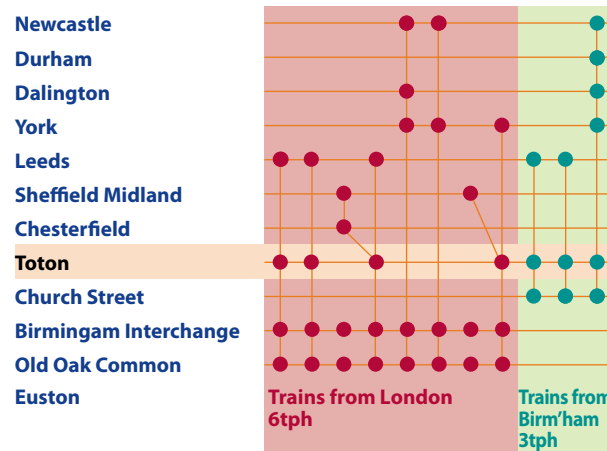 Newcastle
Durham
Dalington
York
Leeds
Sheffield Midland
Chesterfield
Toton
Church Street
Birmingam Interchange
Old Oak Common
Euston
Trains from London
6tph
Trains from
Birm'ham
3tph